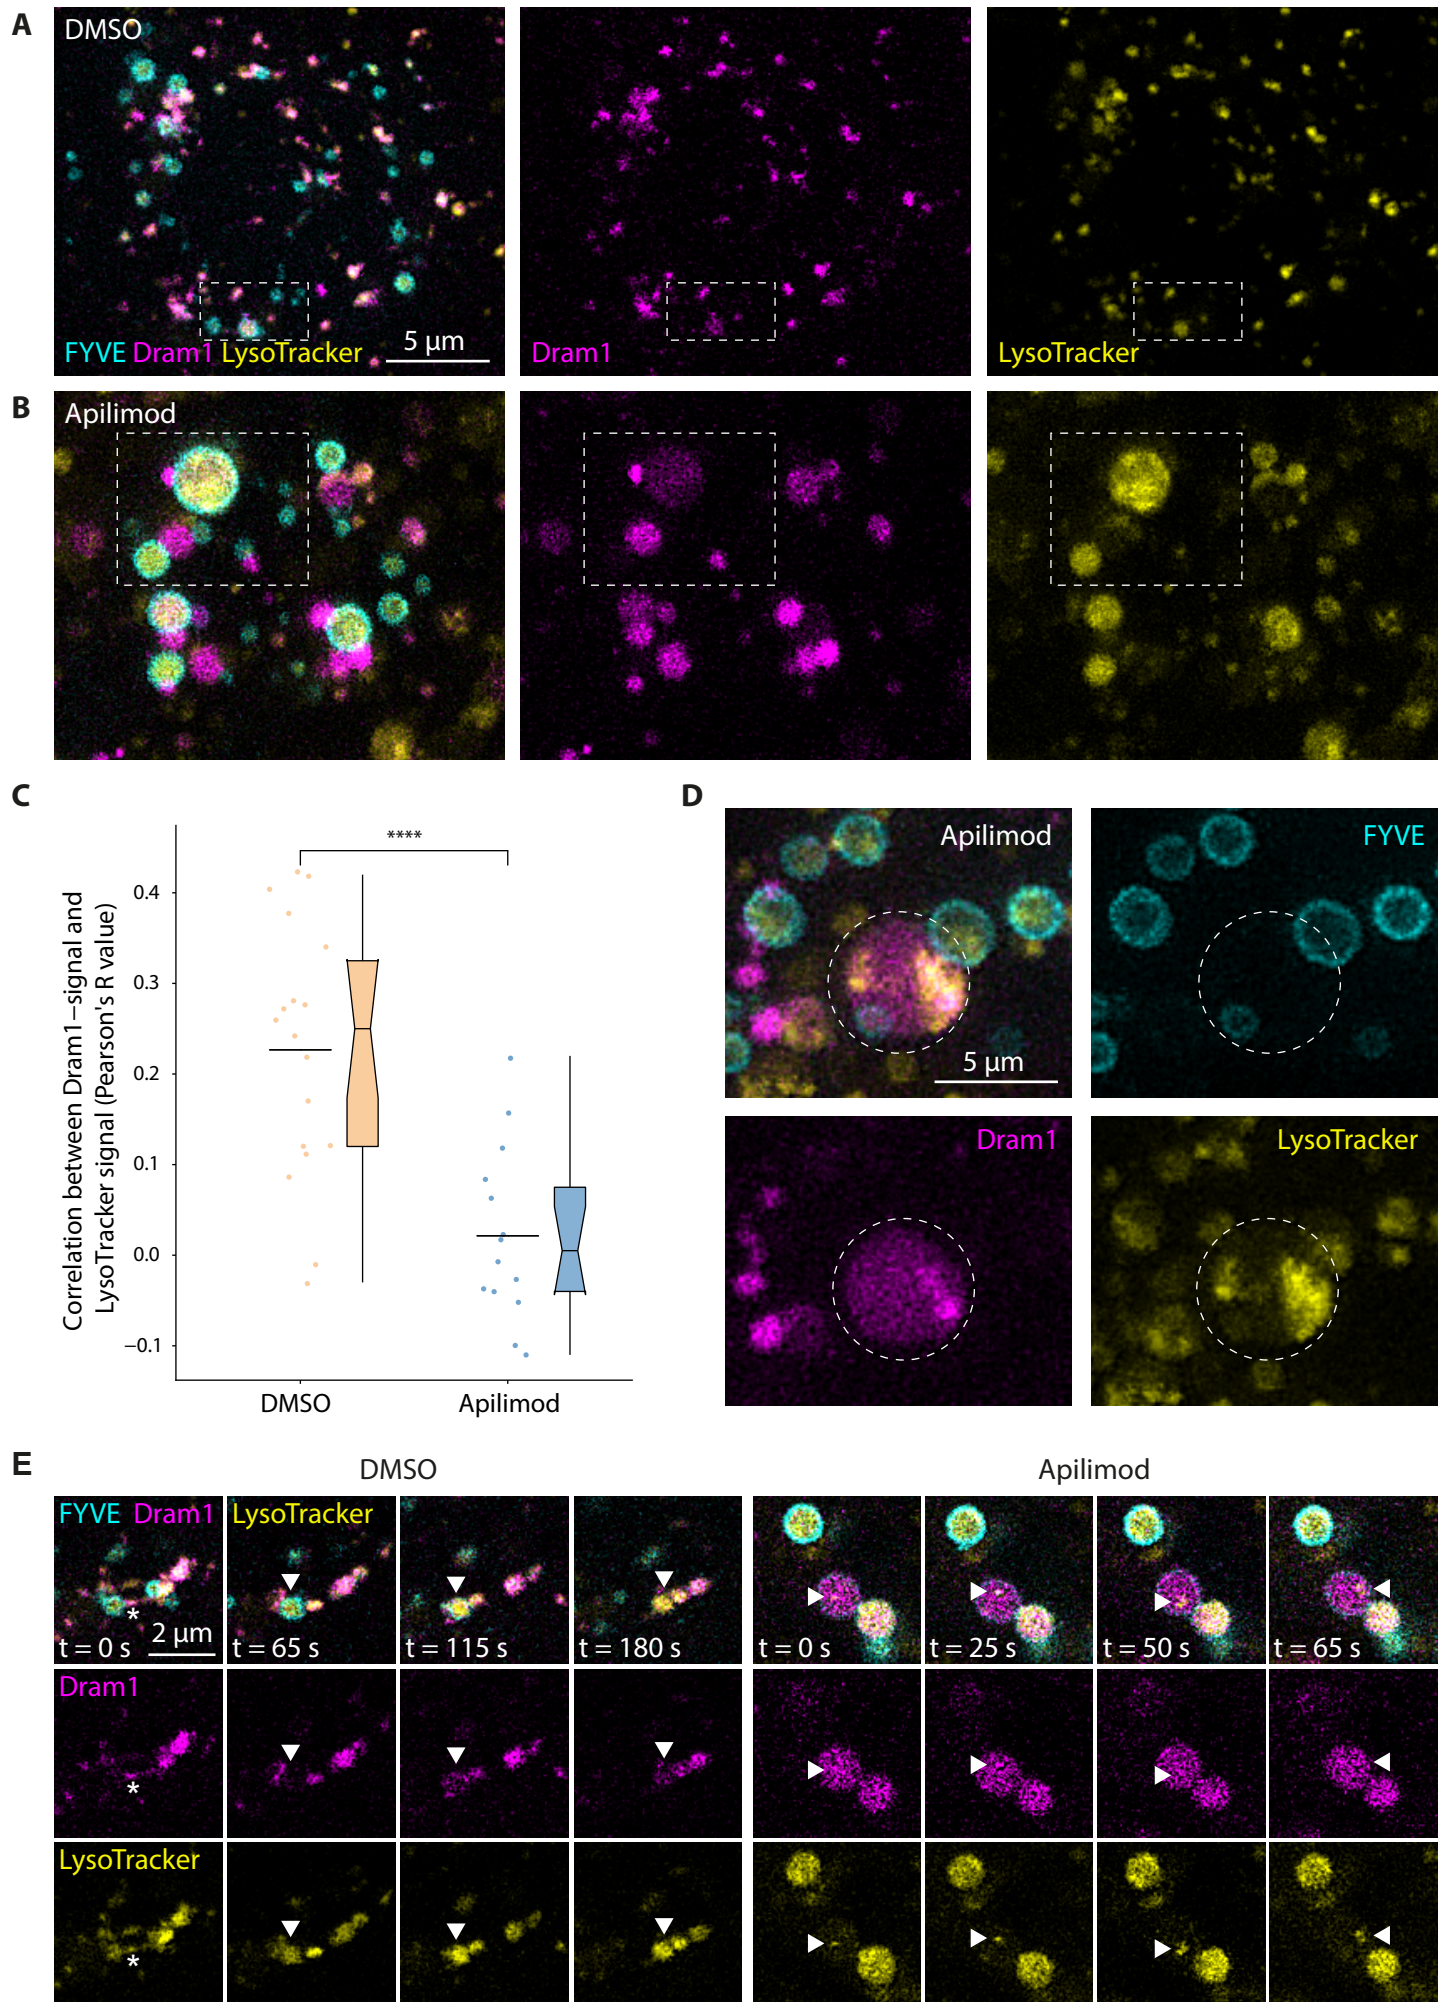 A
DMSO
FYVE Dram1 LysoTracker
5 µm
Dram1
LysoTracker
B
Apilimod
C
Correlation between Dram1−signal and
LysoTracker signal (Pearson's R value)
****
0.4
0.3
0.2
0.1
0.0
−0.1
DMSO
Apilimod
D
Apilimod
5 µm
FYVE
Dram1
LysoTracker
E
DMSO
Apilimod
FYVE Dram1 LysoTracker
*
2 µm
t = 0 s
t = 65 s
t = 115 s
t = 180 s
t = 0 s
t = 25 s
t = 50 s
t = 65 s
Dram1
*
LysoTracker
*